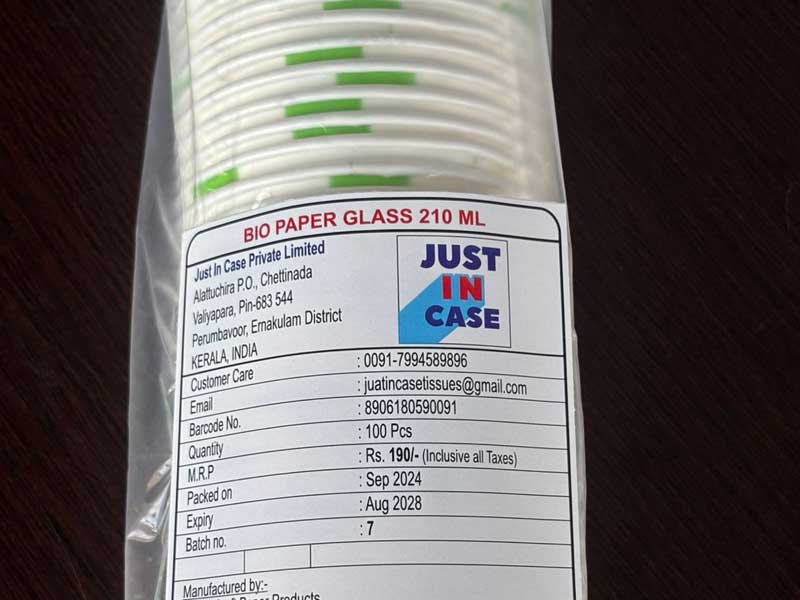 BIO PAPER GLASS 210 ML
Just In Case Private Limited
Alattuchira P.O., Chettinada
Valiyapara, Pin-683 544
Perumbavoor, Ernakulam District
KERALA, INDIA
JUST
IN
CASE
Customer Care : 0091-7994589896
Email : juatincasetissues@gmail.com
Barcode No. : 8906180590091
Quantity : 100 Pcs
M.R.P : Rs. 190/- (Inclusive all Taxes)
Packed on : Sep 2024
Expiry : Aug 2028
Batch no. : 7
Manufactured by:-
Products